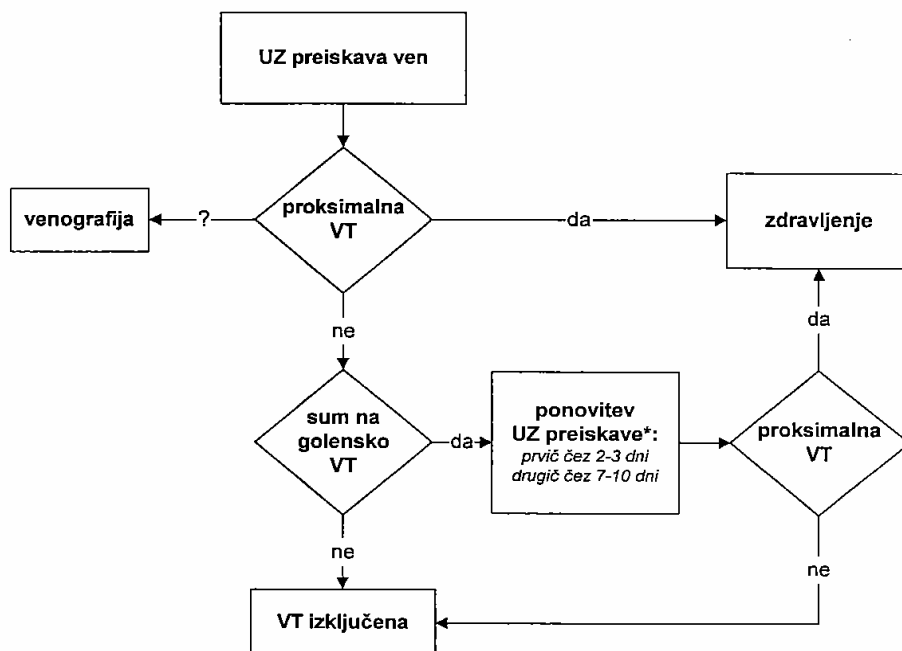 UZ preiskava ven
venografija
?
proksimalna
VT
da
zdravljenje
ne
da
sum na
golensko
VT
da
ponovitev
UZ preiskave*:
prvič čez 2-3 dni
drugič čez 7-10 dni
proksimalna
VT
ne
ne
VT izključena